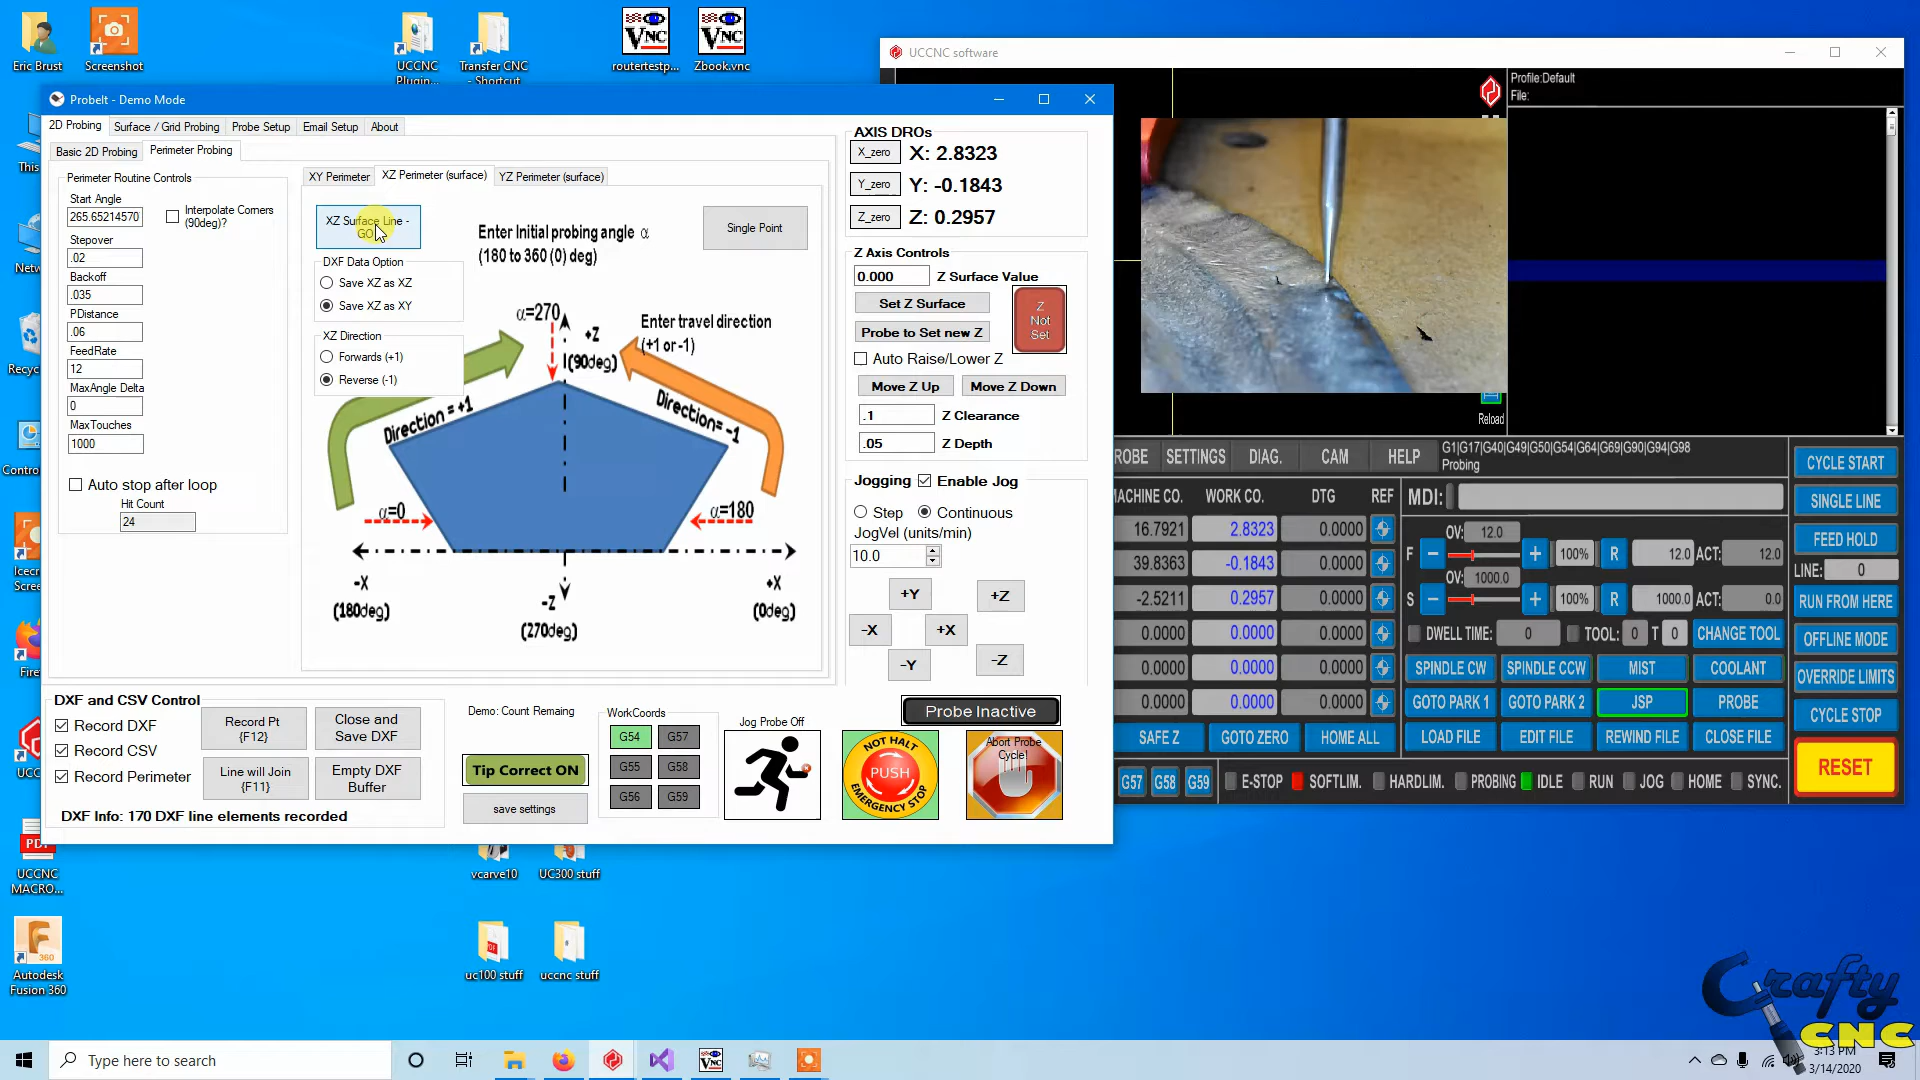 Eric Brust
Screenshot
UCCNC
Plugin...
Transfer CNC
- Shortcut
routertestp...
Zbook.vnc
This
Netw
Recyc
Contro
Icecr
Scree
Firef
UCC
UCCNC
MACRO...
Autodesk
Fusion 360
vcarve10
UC300 stuff
uc100 stuff
uccnc stuff
ProbeIt - Demo Mode
2D Probing
Surface / Grid Probing
Probe Setup
Email Setup
About
Basic 2D Probing
Perimeter Probing
Perimeter Routine Controls
Start Angle
265.65214570
Interpolate Corners
(90deg)?
Stepover
.02
Backoff
.035
PDistance
.06
FeedRate
12
MaxAngle Delta
0
MaxTouches
1000
Auto stop after loop
Hit Count
24
XY Perimeter
XZ Perimeter (surface)
YZ Perimeter (surface)
XZ Surface Line -
GO
Enter Initial probing angle α
(180 to 360 (0) deg)
Single Point
DXF Data Option
Save XZ as XZ
Save XZ as XY
XZ Direction
Forwards (+1)
Reverse (-1)
α=270
+Z
(90deg)
Enter travel direction
(+1 or -1)
Direction = +1
Direction= -1
α=0
α=180
-X
(180deg)
-Z
(270deg)
+X
(0deg)
AXIS DROs
X_zero
X: 2.8323
Y_zero
Y: -0.1843
Z_zero
Z: 0.2957
Z Axis Controls
0.000
Z Surface Value
Set Z Surface
Probe to Set new Z
Z
Not
Set
Auto Raise/Lower Z
Move Z Up
Move Z Down
.1
Z Clearance
.05
Z Depth
Jogging
Enable Jog
Step
Continuous
JogVel (units/min)
10.0
+Y
+Z
-X
+X
-Y
-Z
DXF and CSV Control
Record DXF
Record CSV
Record Perimeter
Record Pt
{F12}
Close and
Save DXF
Line will Join
{F11}
Empty DXF
Buffer
DXF Info: 170 DXF line elements recorded
Demo: Count Remaing
Tip Correct ON
save settings
WorkCoords
G54
G57
G55
G58
G56
G59
Jog Probe Off
Probe Inactive
NOT HALT
PUSH
EMERGENCY STOP
Abort Probe
Cycle!
UCCNC software
Profile:Default
File:
Reload
ROBE
SETTINGS
DIAG.
CAM
HELP
G1|G17|G40|G49|G50|G54|G64|G69|G90|G94|G98
Probing
MACHINE CO.
WORK CO.
DTG
REF
16.7921
2.8323
0.0000
39.8363
-0.1843
0.0000
-2.5211
0.2957
0.0000
0.0000
0.0000
0.0000
0.0000
0.0000
0.0000
0.0000
0.0000
0.0000
MDI:
OV:
12.0
F
100%
R
12.0
ACT:
12.0
OV:
1000.0
S
100%
R
1000.0
ACT:
0.0
DWELL TIME:
0
TOOL:
0
T
0
CHANGE TOOL
SPINDLE CW
SPINDLE CCW
MIST
COOLANT
GOTO PARK 1
GOTO PARK 2
JSP
PROBE
SAFE Z
GOTO ZERO
HOME ALL
LOAD FILE
EDIT FILE
REWIND FILE
CLOSE FILE
G57
G58
G59
E-STOP
SOFTLIM.
HARDLIM.
PROBING
IDLE
RUN
JOG
HOME
SYNC.
CYCLE START
SINGLE LINE
FEED HOLD
LINE:
0
RUN FROM HERE
OFFLINE MODE
OVERRIDE LIMITS
CYCLE STOP
RESET
Crafty
CNC
Type here to search
3:13 PM
3/14/2020